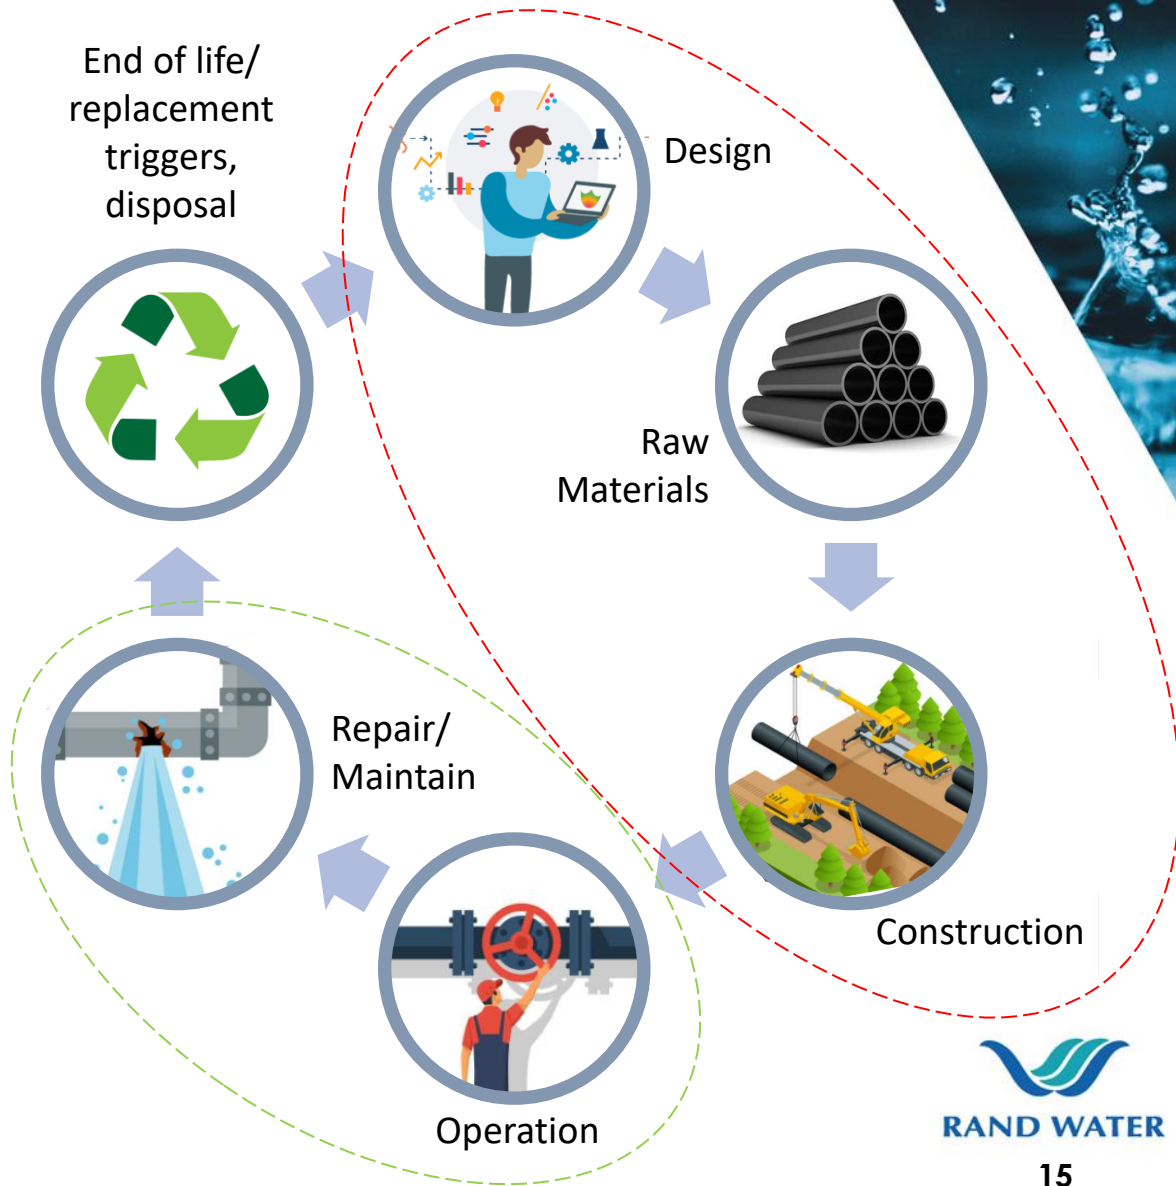 End of life/
replacement
triggers,
disposal
Design
Raw
Materials
Repair/
Maintain
Construction
Operation
RAND WATER
15